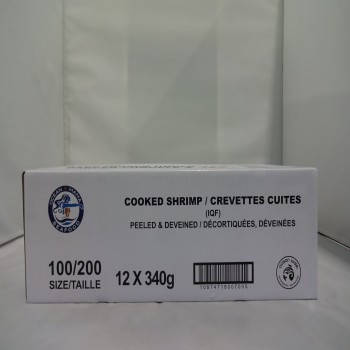 COOKED SHRIMP / CREVETTES CUITES
(IQF)
PEELED & DEVEINED / DÉCORTIQUÉES, DÉVEINÉES
100/200
SIZE/TAILLE
12 X 340g